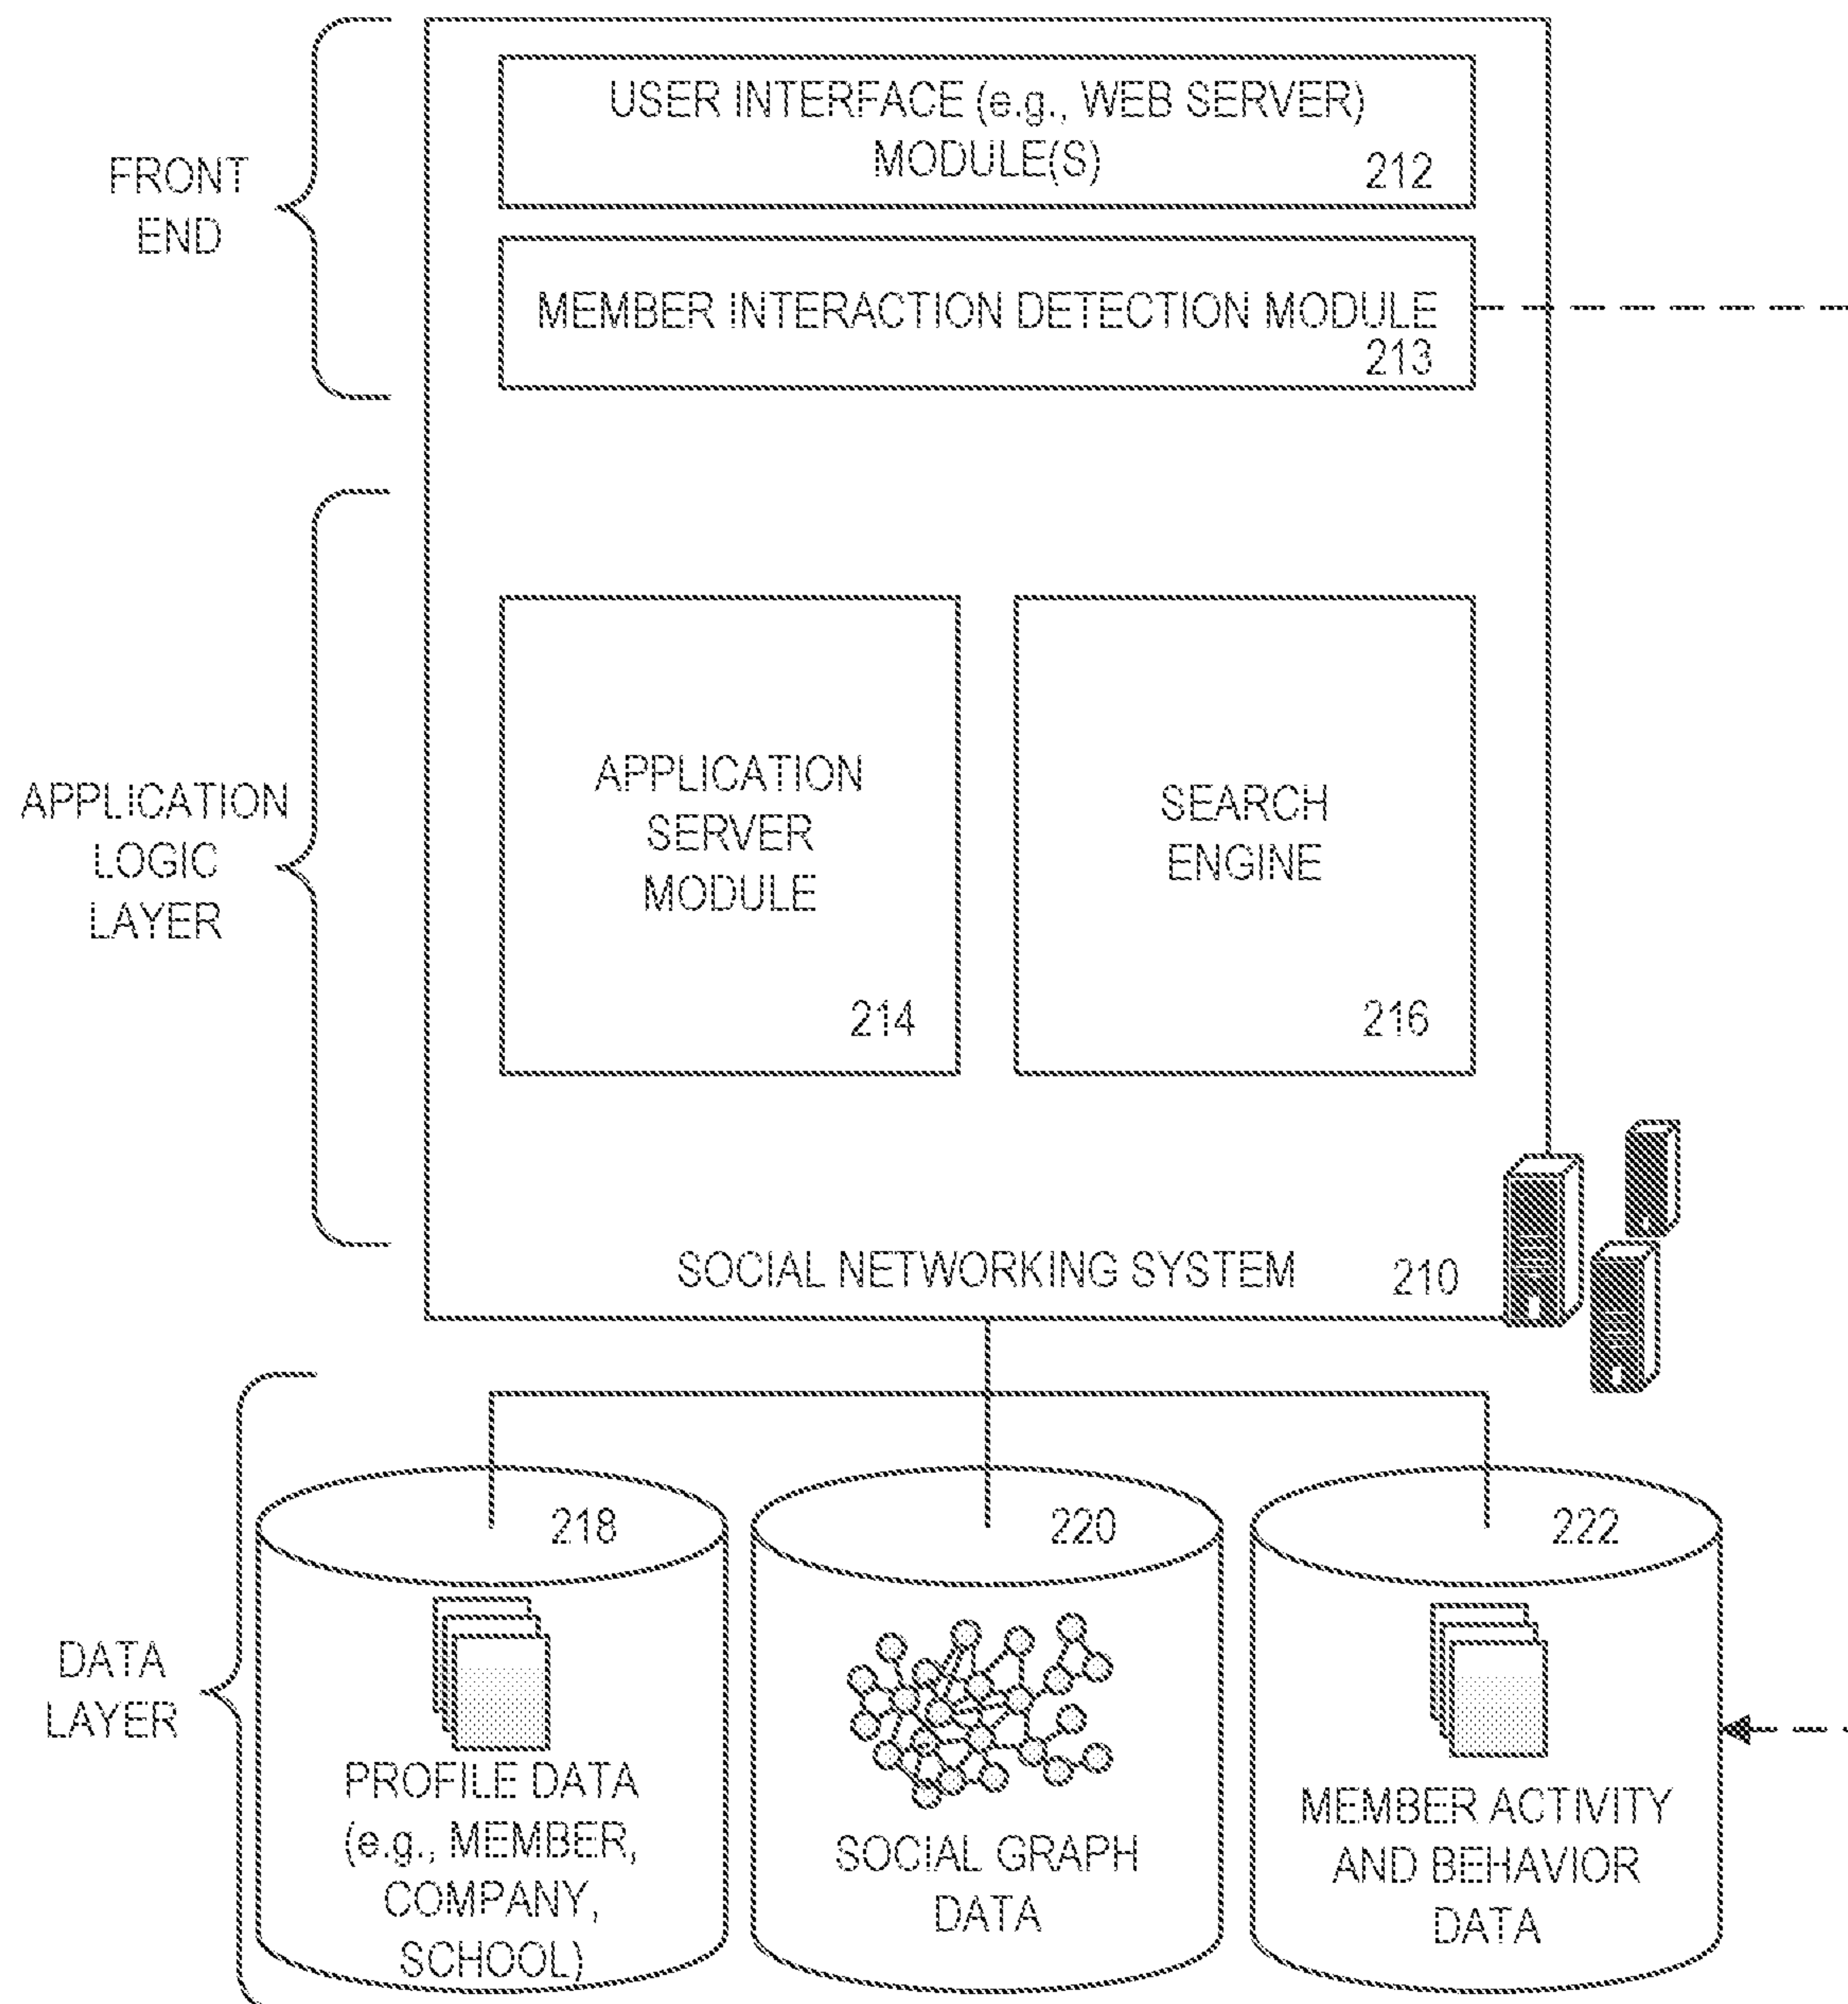 USER INTERFACE (e.g., WEB SERVER)
MODULE(S)
212
FRONT
END
MEMBER INTERACTION DETECTION MODULE
213
APPLICATION
LOGIC
LAYER
APPLICATION
SERVER
MODULE
214
SEARCH
ENGINE
216
SOCIAL NETWORKING SYSTEM
210
DATA
LAYER
218
PROFILE DATA
(e.g., MEMBER,
COMPANY,
SCHOOL)
220
SOCIAL GRAPH
DATA
222
MEMBER ACTIVITY
AND BEHAVIOR
DATA